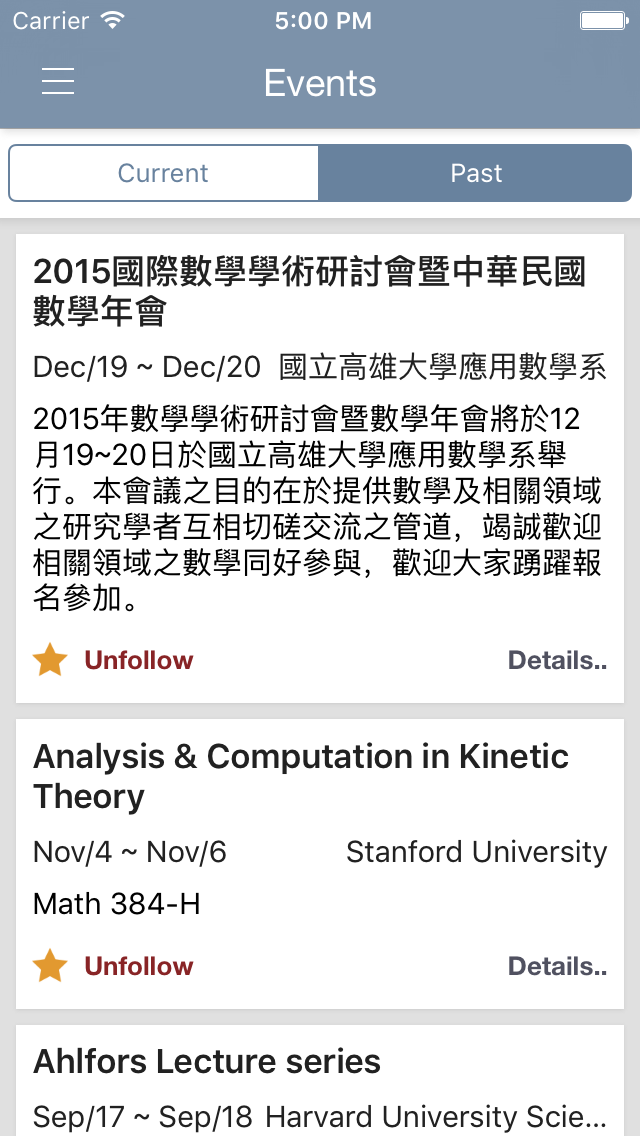 Carrier 5:00 PM
Events
Current Past
2015國際數學學術研討會暨中華民國
數學年會
Dec/19 ~ Dec/20 國立高雄大學應用數學系
2015年數學學術研討會暨數學年會將於12
月19~20日於國立高雄大學應用數學系舉
行。本會議之目的在於提供數學及相關領域
之研究學者互相切磋交流之管道，竭誠歡迎
相關領域之數學同好參與，歡迎大家踴躍報
名參加。
Unfollow Details..
Analysis & Computation in Kinetic
Theory
Nov/4 ~ Nov/6 Stanford University
Math 384-H
Unfollow Details..
Ahlfors Lecture series
Sep/17 ~ Sep/18 Harvard University Scie...